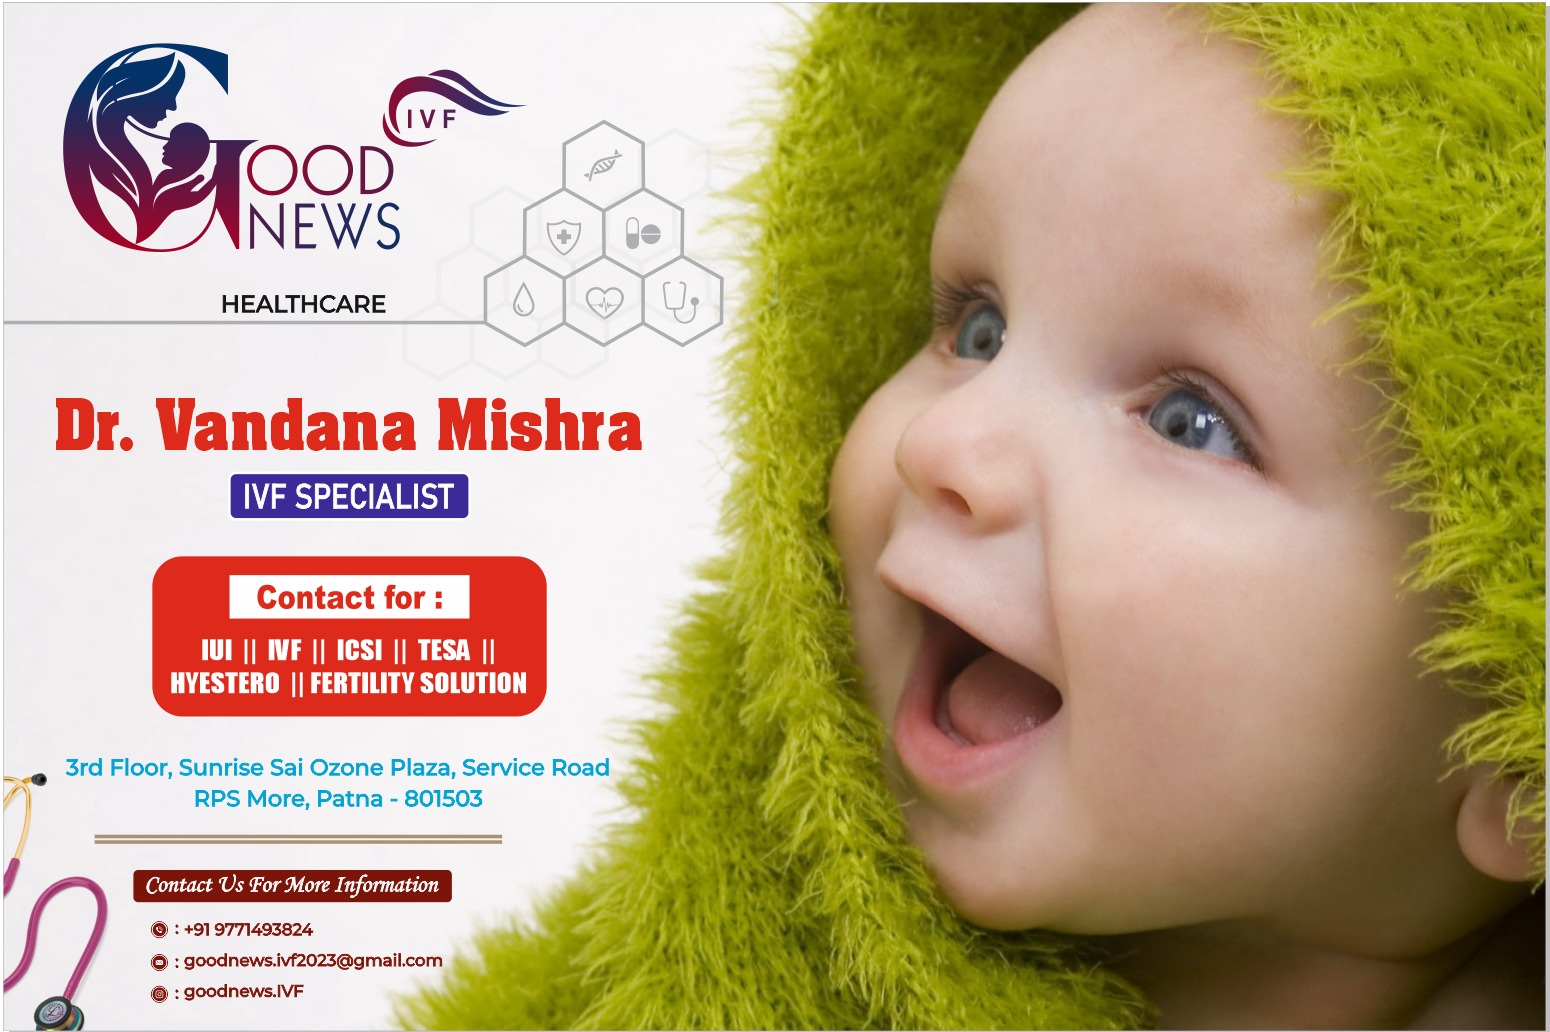 GOOD
NEWS
IVF
HEALTHCARE
Dr. Vandana Mishra
IVF SPECIALIST
Contact for :
IUI || IVF || ICSI || TESA ||
HYESTERO || FERTILITY SOLUTION
3rd Floor, Sunrise Sai Ozone Plaza, Service Road
RPS More, Patna - 801503
Contact Us For More Information
: +91 9771493824
: goodnews.ivf2023@gmail.com
: goodnews.IVF